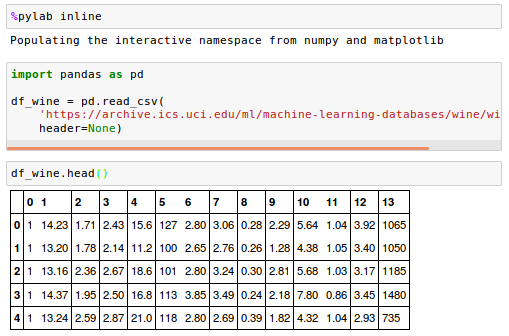 %pylab inline
Populating the interactive namespace from numpy and matplotlib
import pandas as pd
df_wine = pd.read_csv(
'https://archive.ics.uci.edu/ml/machine-learning-databases/wine/wi
header=None)
df_wine.head()
0 1 2 3 4 5 6 7 8 9 10 11 12 13
0 1 14.23 1.71 2.43 15.6 127 2.80 3.06 0.28 2.29 5.64 1.04 3.92 1065
1 1 13.20 1.78 2.14 11.2 100 2.65 2.76 0.26 1.28 4.38 1.05 3.40 1050
2 1 13.16 2.36 2.67 18.6 101 2.80 3.24 0.30 2.81 5.68 1.03 3.17 1185
3 1 14.37 1.95 2.50 16.8 113 3.85 3.49 0.24 2.18 7.80 0.86 3.45 1480
4 1 13.24 2.59 2.87 21.0 118 2.80 2.69 0.39 1.82 4.32 1.04 2.93 735